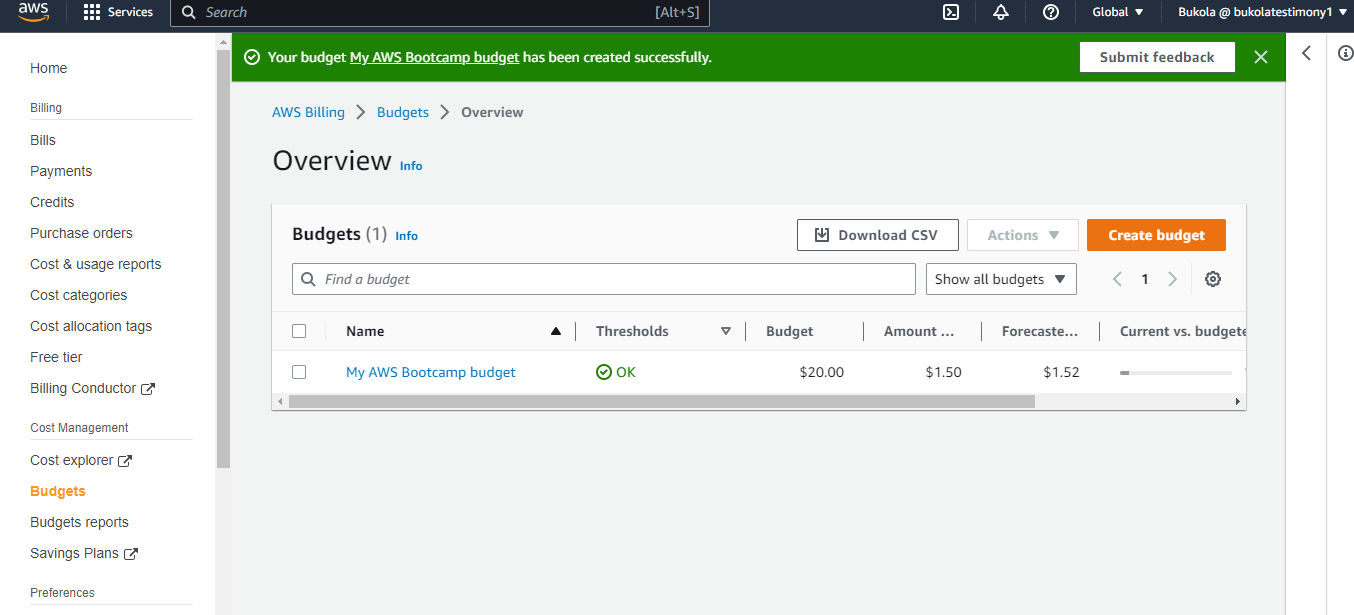 aws Services Search [Alt+S] Global Bukola @ bukolatestimony1
Home
Billing
Bills
Payments
Credits
Purchase orders
Cost & usage reports
Cost categories
Cost allocation tags
Free tier
Billing Conductor
Cost Management
Cost explorer
Budgets
Budgets reports
Savings Plans
Preferences
Your budget My AWS Bootcamp budget has been created successfully. Submit feedback
AWS Billing Budgets Overview
Overview Info
Budgets (1) Info Download CSV Actions Create budget
Find a budget Show all budgets 1
Name Thresholds Budget Amount ... Forecaste... Current vs. budgete
My AWS Bootcamp budget OK $20.00 $1.50 $1.52